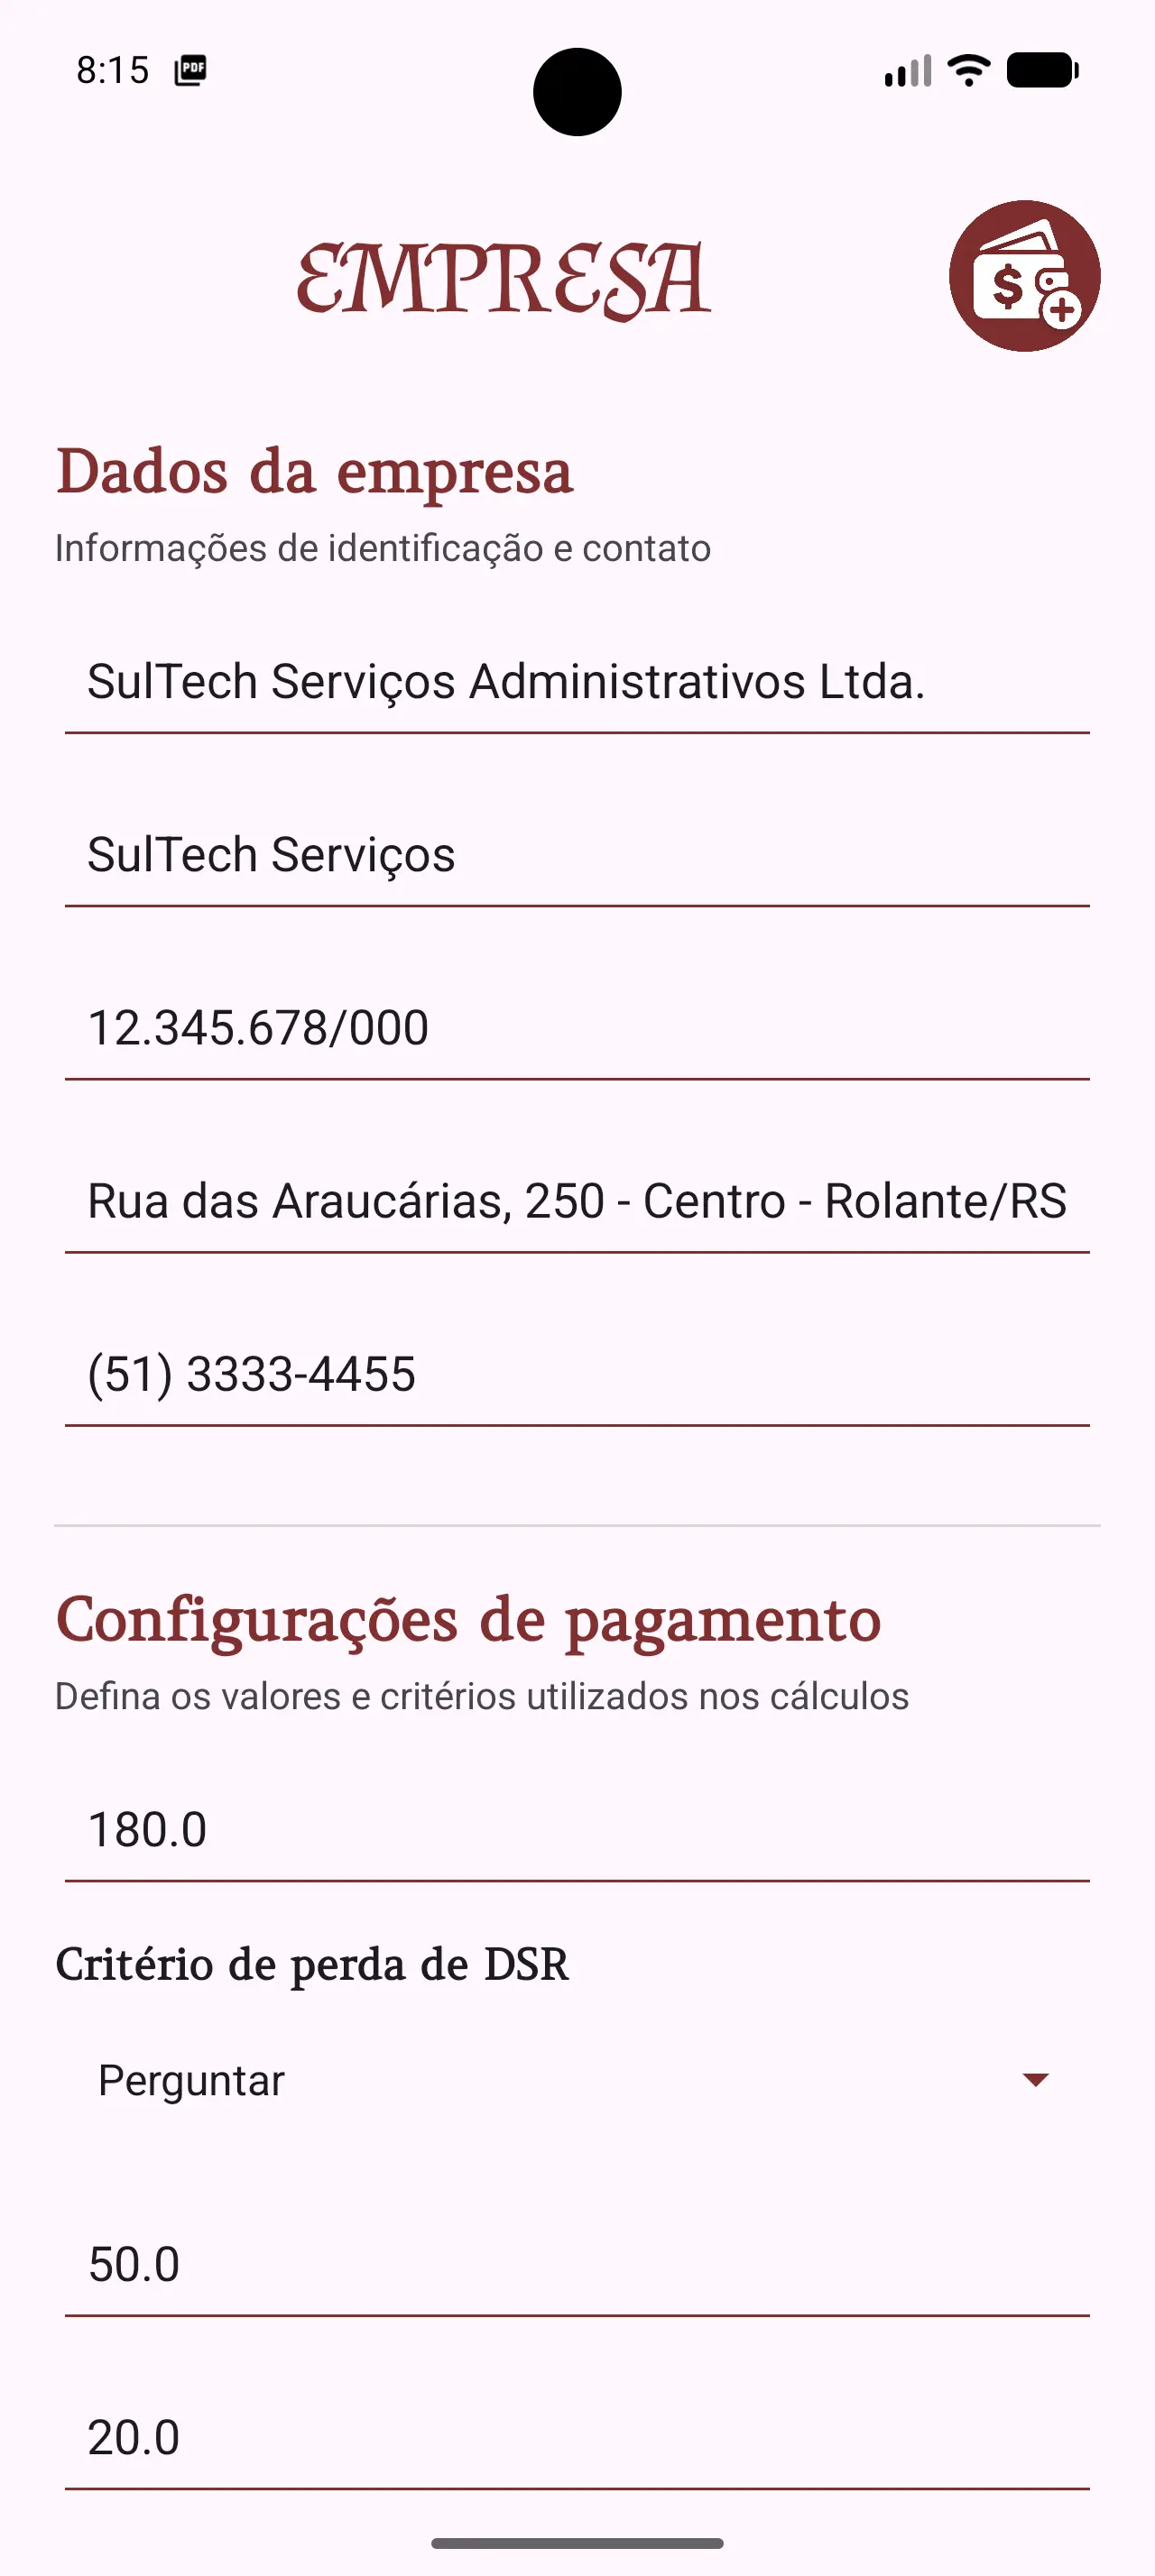 8:15
PDF
EMPRESA
$
Dados da empresa
Informações de identificação e contato
SulTech Serviços Administrativos Ltda.
SulTech Serviços
12.345.678/000
Rua das Araucárias, 250 - Centro - Rolante/RS
(51) 3333-4455
Configurações de pagamento
Defina os valores e critérios utilizados nos cálculos
180.0
Critério de perda de DSR
Perguntar
50.0
20.0